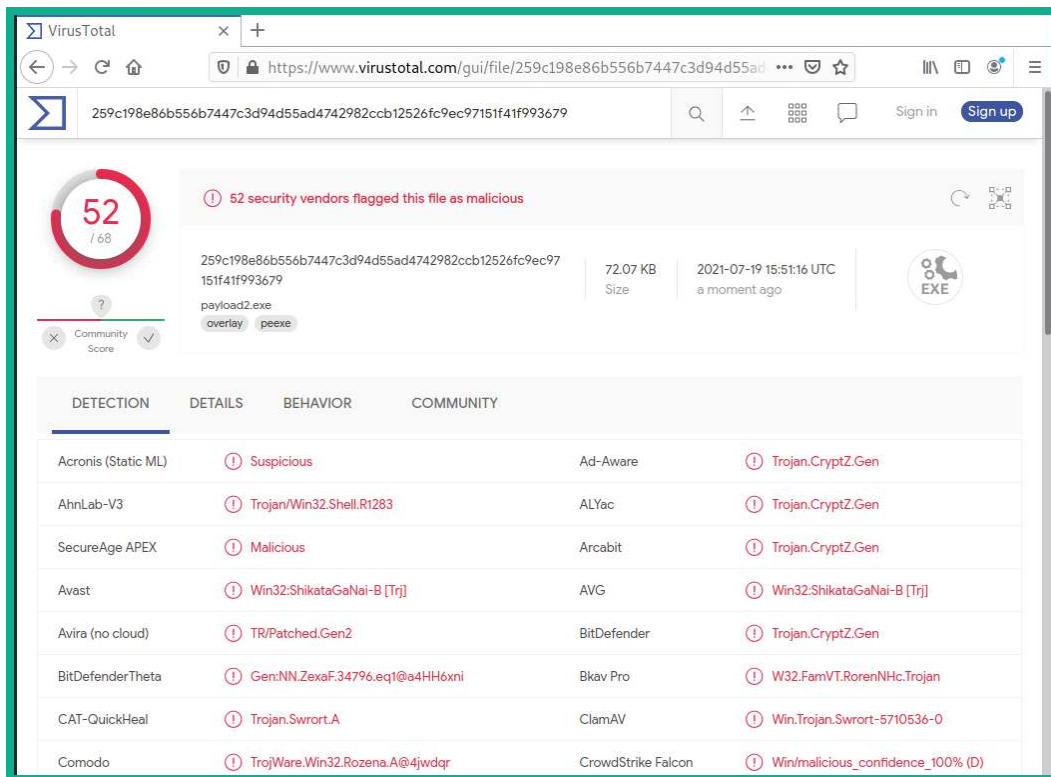 VirusTotal
https://www.virustotal.com/gui/file/259c198e86b556b7447c3d94d55ad
259c198e86b556b7447c3d94d55ad4742982ccb12526fc9ec97151f41f993679
Sign in
Sign up
52
/ 68
52 security vendors flagged this file as malicious
259c198e86b556b7447c3d94d55ad4742982ccb12526fc9ec97
151f41f993679
payload2.exe
overlay peexe
72.07 KB
Size
2021-07-19 15:51:16 UTC
a moment ago
EXE
?
Community
Score
DETECTION DETAILS BEHAVIOR COMMUNITY
Acronis (Static ML) Suspicious Ad-Aware Trojan.CryptZ.Gen
AhnLab-V3 Trojan/Win32.Shell.R1283 ALYac Trojan.CryptZ.Gen
SecureAge APEX Malicious Arcabit Trojan.CryptZ.Gen
Avast Win32:ShikataGaNai-B [Trj] AVG Win32:ShikataGaNai-B [Trj]
Avira (no cloud) TR/Patched.Gen2 BitDefender Trojan.CryptZ.Gen
BitDefenderTheta Gen:NN.ZexaF.34796.eq1@a4HH6xni Bkav Pro W32.FamVT.RorenNHc.Trojan
CAT-QuickHeal Trojan.Swrort.A ClamAV Win.Trojan.Swrort-5710536-0
Comodo TrojWare.Win32.Rozena.A@4jwdqr CrowdStrike Falcon Win/malicious_confidence_100% (D)